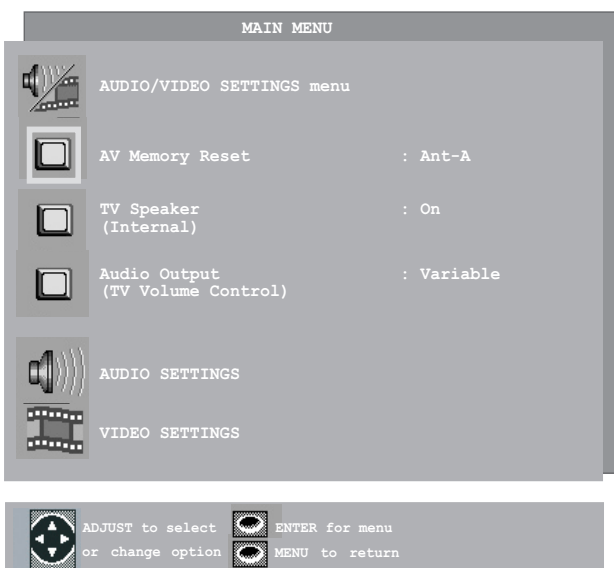 MAIN MENU
AUDIO/VIDEO SETTINGS menu
AV Memory Reset : Ant-A
TV Speaker : On
(Internal)
Audio Output : Variable
(TV Volume Control)
AUDIO SETTINGS
VIDEO SETTINGS
ADJUST to select ENTER for menu
or change option MENU to return